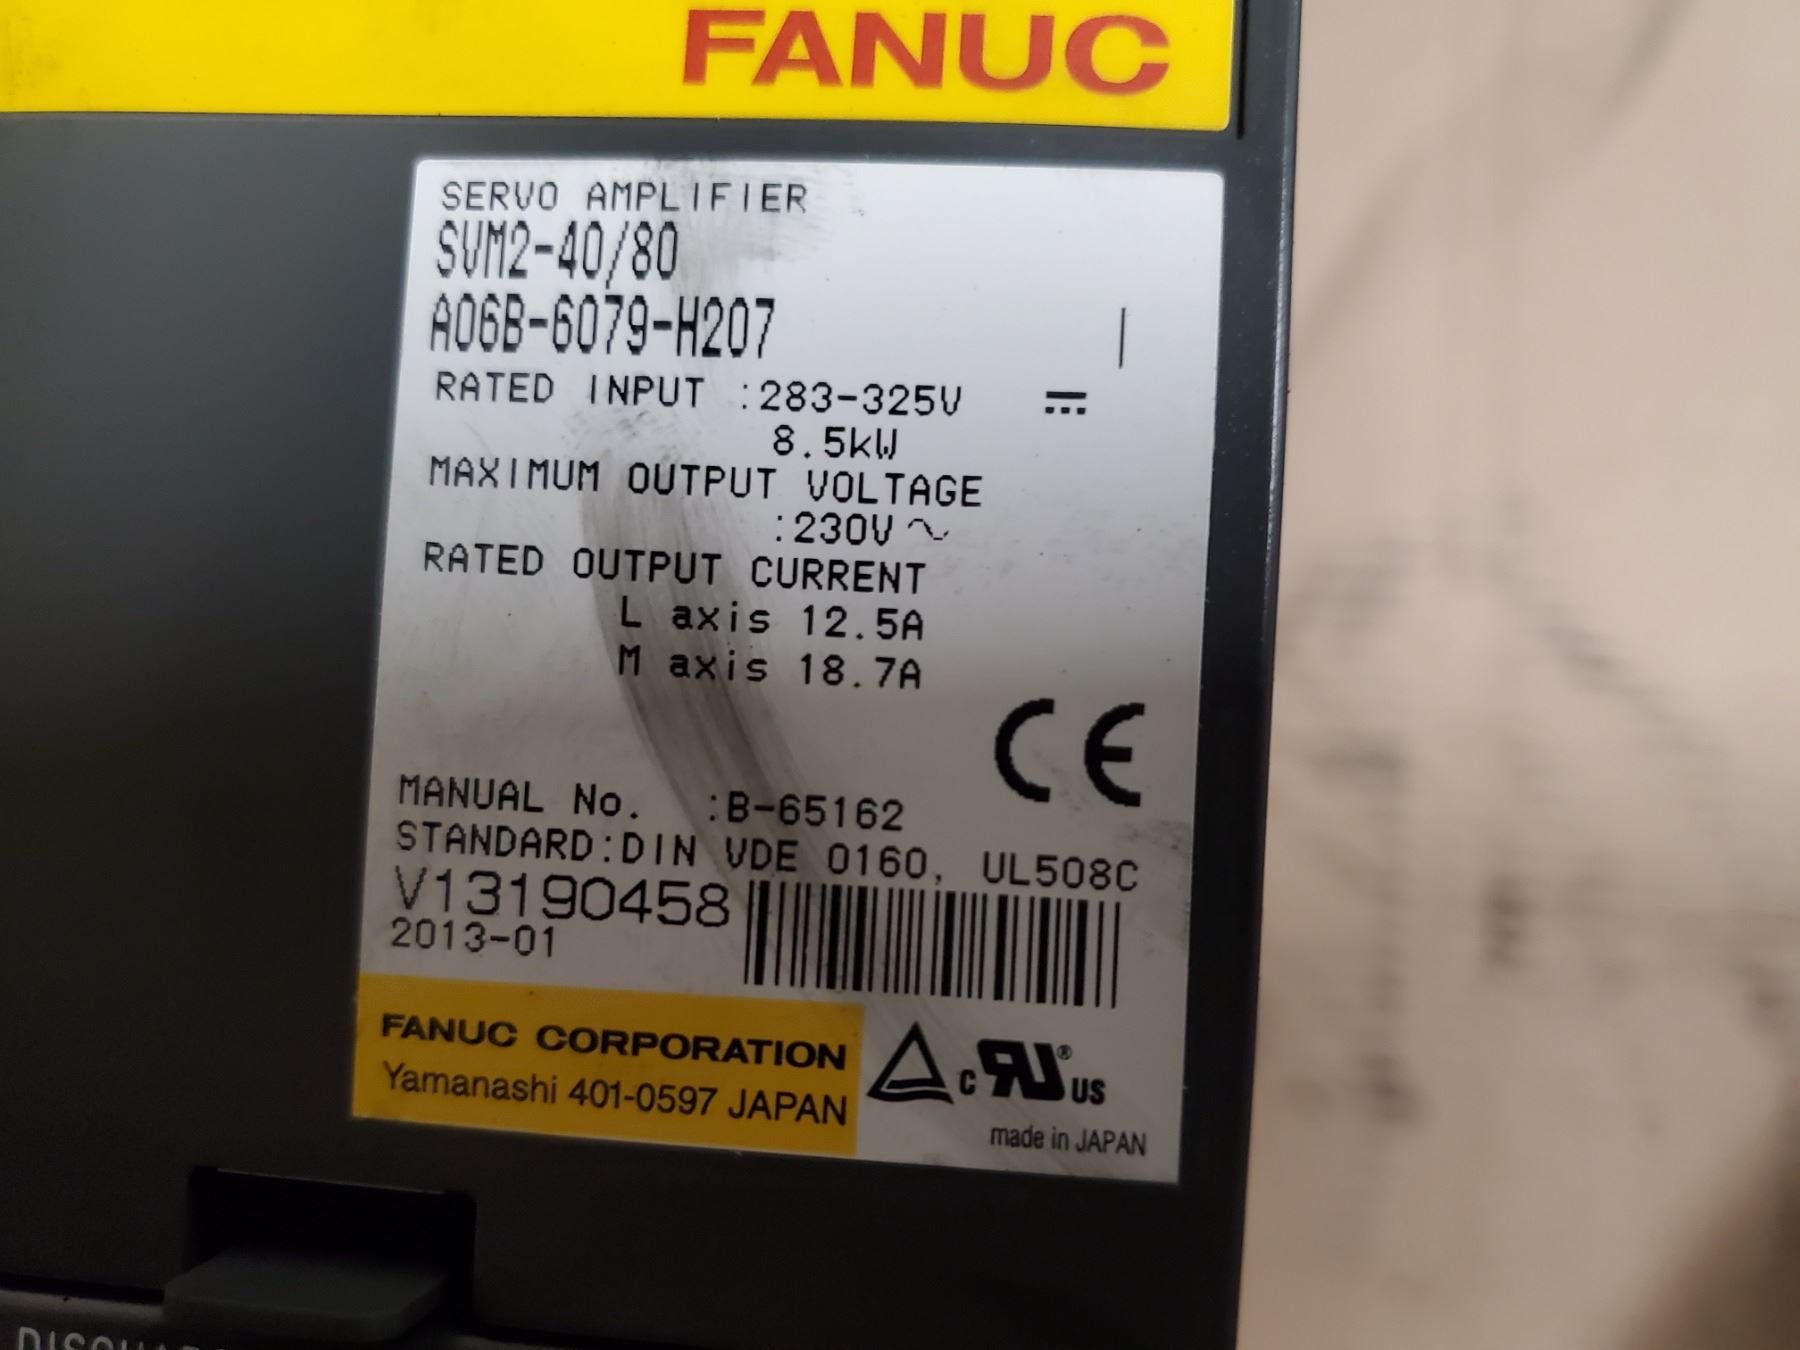 FANUC
SERVO AMPLIFIER
SVM2-40/80
A06B-6079-H207
RATED INPUT :283-325V ⎓
8.5kW
MAXIMUM OUTPUT VOLTAGE
:230V ~
RATED OUTPUT CURRENT
L axis 12.5A
M axis 18.7A
CE
MANUAL No. :B-65162
STANDARD:DIN VDE 0160, UL508C
V13190458
2013-01
FANUC CORPORATION
Yamanashi 401-0597 JAPAN
c RU® US
made in JAPAN